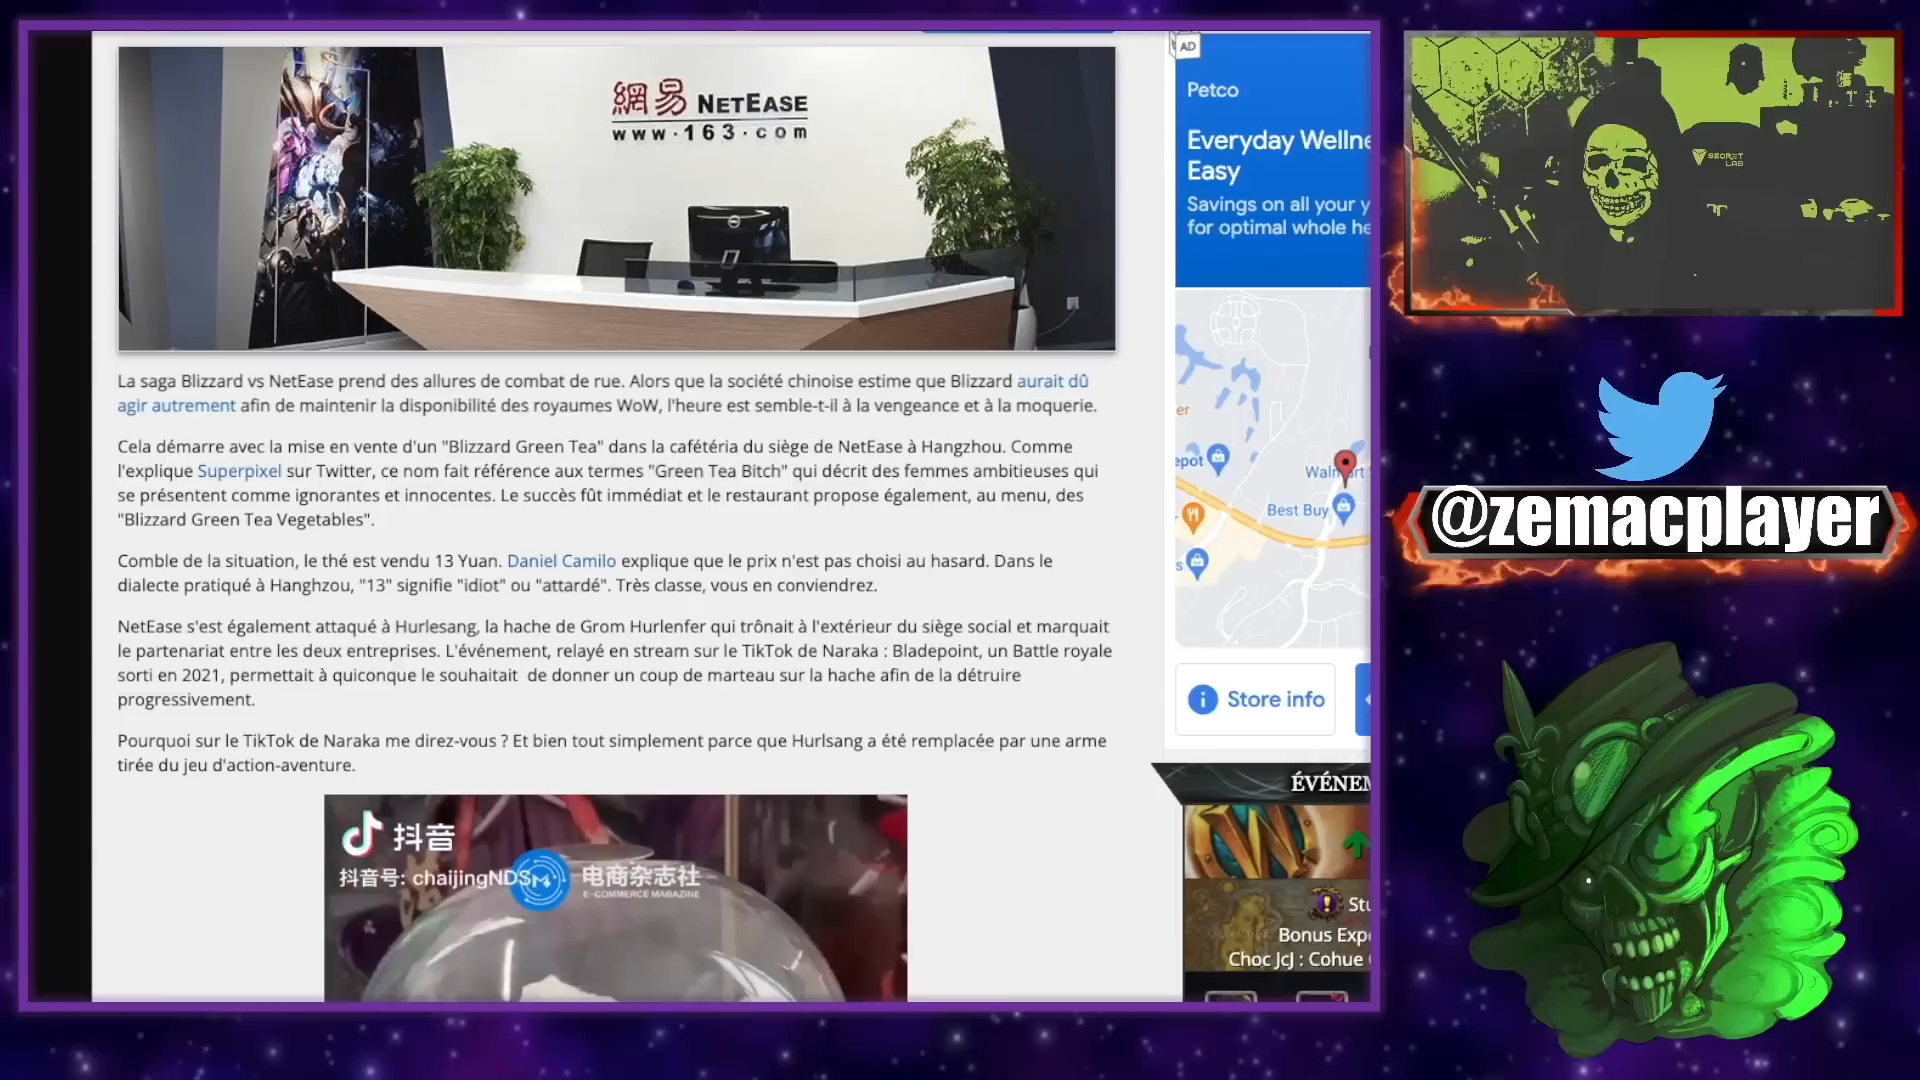 網易 NETEASE
www.163.com
La saga Blizzard vs NetEase prend des allures de combat de rue. Alors que la société chinoise estime que Blizzard aurait dû
agir autrement afin de maintenir la disponibilité des royaumes WoW, l'heure est semble-t-il à la vengeance et à la moquerie.
Cela démarre avec la mise en vente d'un "Blizzard Green Tea" dans la cafétéria du siège de NetEase à Hangzhou. Comme
l'explique Superpixel sur Twitter, ce nom fait référence aux termes "Green Tea Bitch" qui décrit des femmes ambitieuses qui
se présentent comme ignorantes et innocentes. Le succès fût immédiat et le restaurant propose également, au menu, des
"Blizzard Green Tea Vegetables".
Comble de la situation, le thé est vendu 13 Yuan. Daniel Camilo explique que le prix n'est pas choisi au hasard. Dans le
dialecte pratiqué à Hanghzou, "13" signifie "idiot" ou "attardé". Très classe, vous en conviendrez.
NetEase s'est également attaqué à Hurlesang, la hache de Grom Hurlenfer qui trônait à l'extérieur du siège social et marquait
le partenariat entre les deux entreprises. L'événement, relayé en stream sur le TikTok de Naraka : Bladepoint, un Battle royale
sorti en 2021, permettait à quiconque le souhaitait de donner un coup de marteau sur la hache afin de la détruire
progressivement.
Pourquoi sur le TikTok de Naraka me direz-vous ? Et bien tout simplement parce que Hurlsang a été remplacée par une arme
tirée du jeu d'action-aventure.
抖音
抖音号: chaijingNDS
电商杂志社
E-COMMERCE MAGAZINE
AD
Petco
Everyday Wellne
Easy
Savings on all your y
for optimal whole he
er
epot
Walmart S
Best Buy
s
Store info
ÉVÉNEM
Stu
Bonus Expé
Choc JcJ : Cohue
SECRET
LAB
@zemacplayer